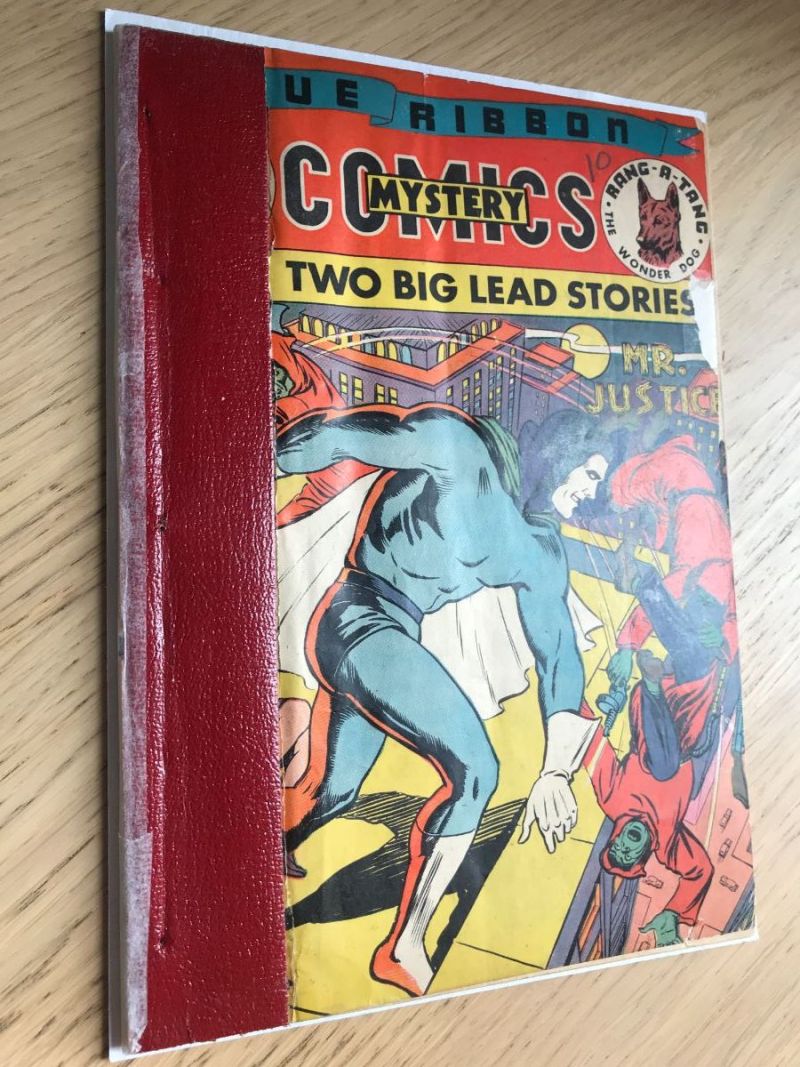 UE RIBBON
COMICS
MYSTERY
10
RANG-A-TANG
THE WONDER DOG
TWO BIG LEAD STORIES
MR.
JUSTICE